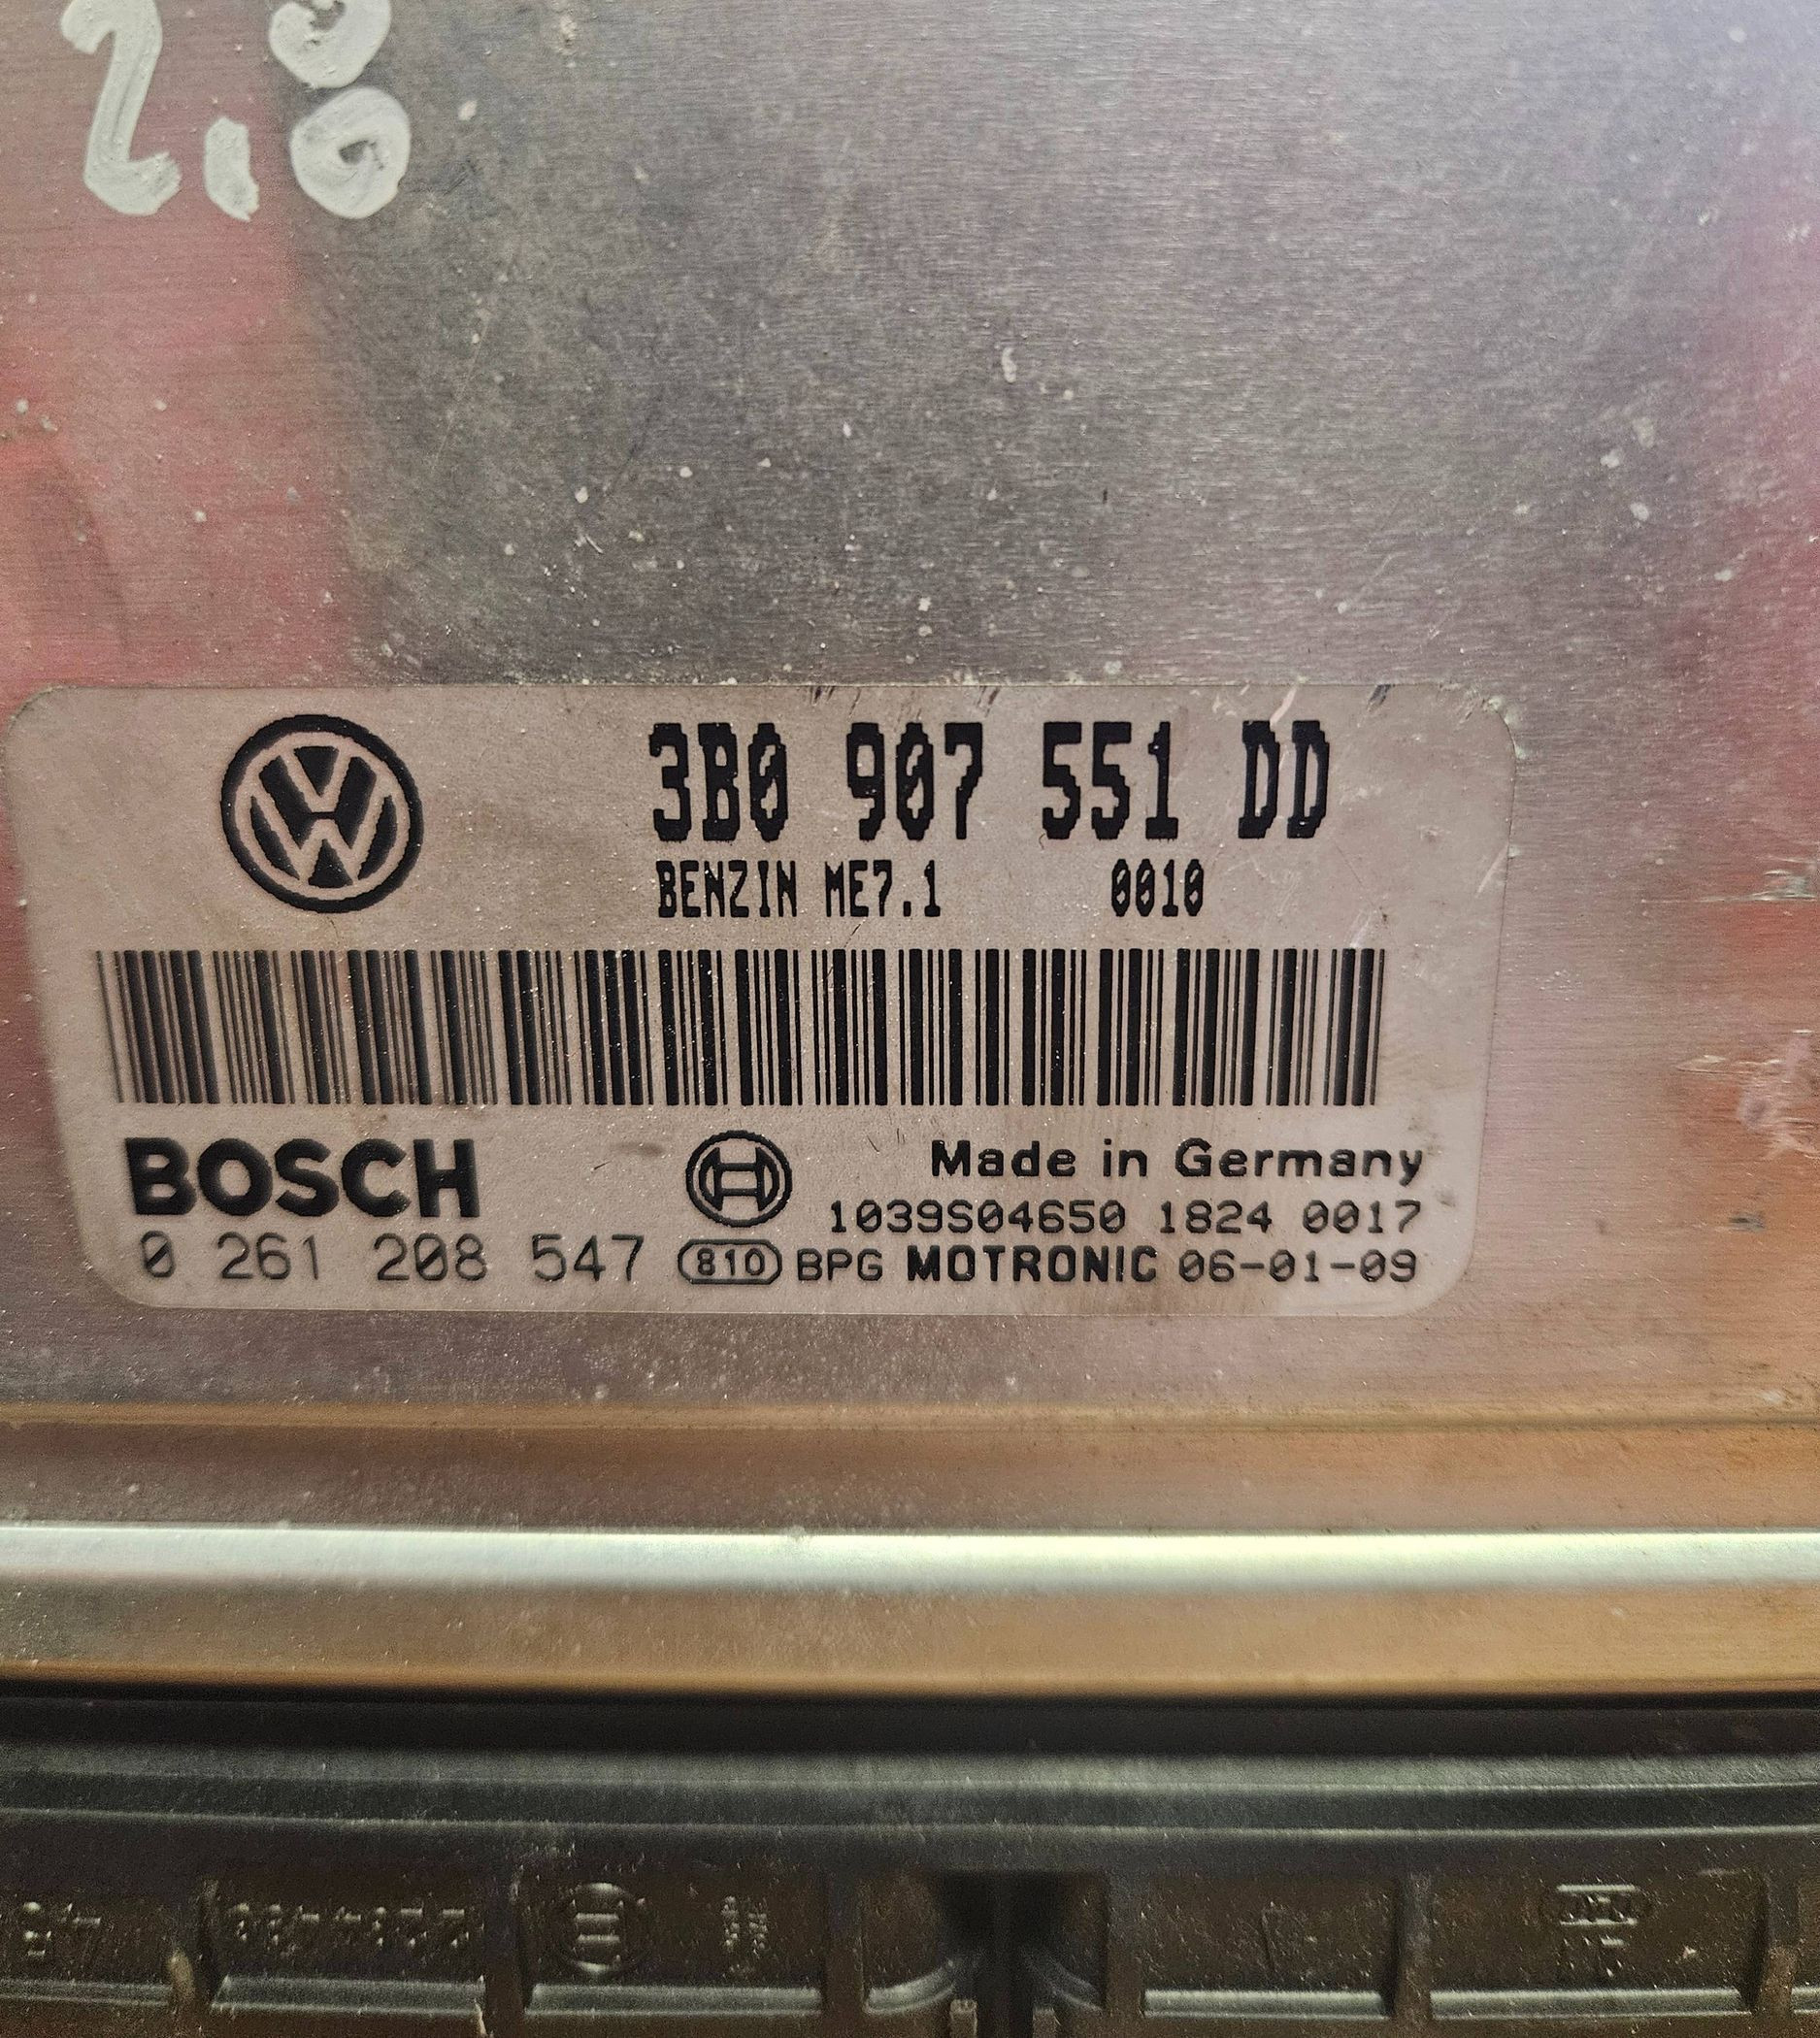 2,8
3B0 907 551 DD
BENZIN ME7.1 0010
BOSCH
Made in Germany
1039S04650 1824 0017
0 261 208 547 810 BPG MOTRONIC 06-01-09